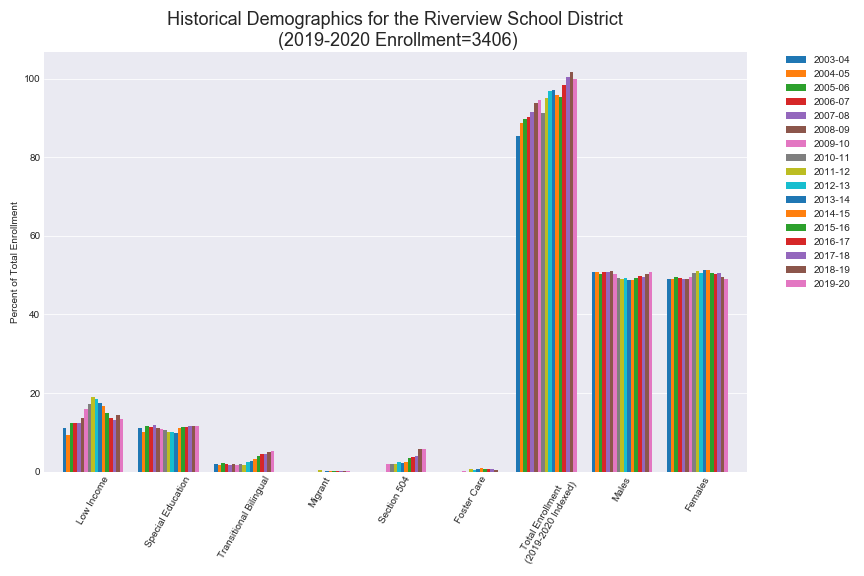 Historical Demographics for the Riverview School District
(2019-2020 Enrollment=3406)
Percent of Total Enrollment
100
80
60
40
20
0
Low Income
Special Education
Transitional Bilingual
Migrant
Section 504
Foster Care
Total Enrollment
(2019-2020 Indexed)
Males
Females
2003-04
2004-05
2005-06
2006-07
2007-08
2008-09
2009-10
2010-11
2011-12
2012-13
2013-14
2014-15
2015-16
2016-17
2017-18
2018-19
2019-20